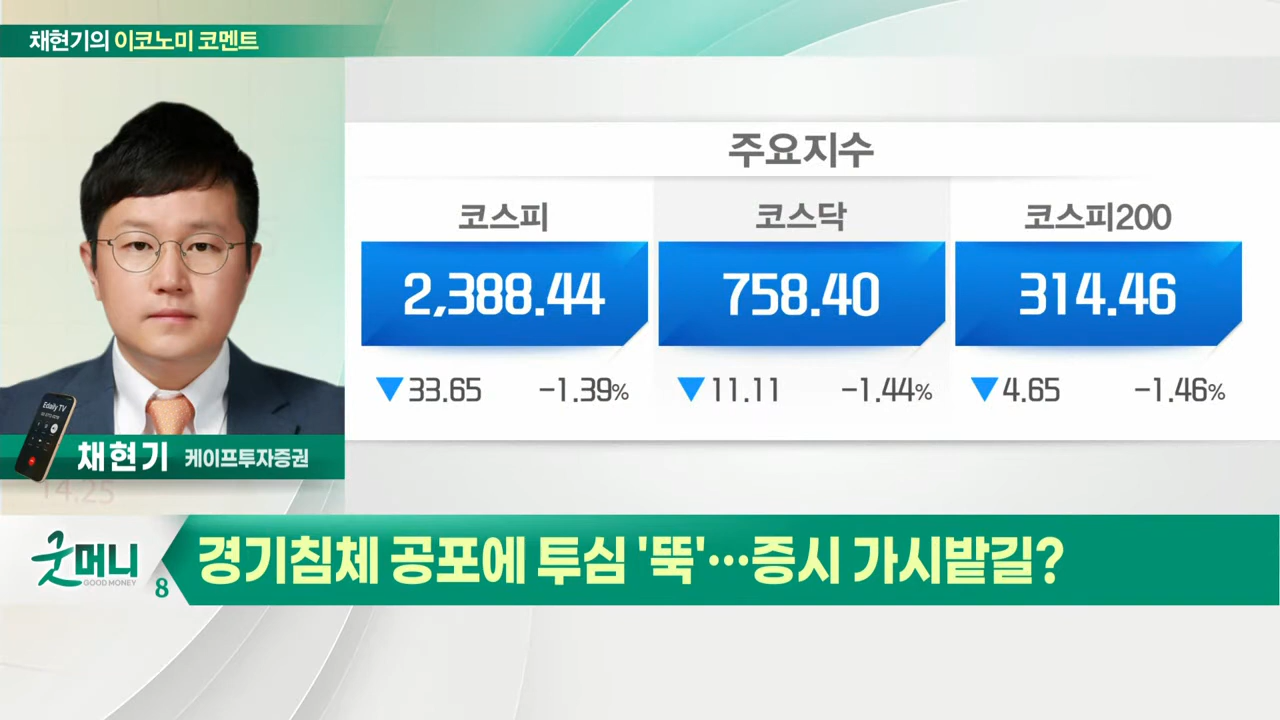 채현기의 이코노미 코멘트
주요지수
코스피
코스닥
코스피200
2,388.44
758.40
314.46
▼33.65 -1.39%
▼11.11 -1.44%
▼4.65 -1.46%
Edaily TV
채현기 케이프투자증권
14.25
굿머니
GOOD MONEY
8
경기침체 공포에 투심 '뚝'…증시 가시밭길?